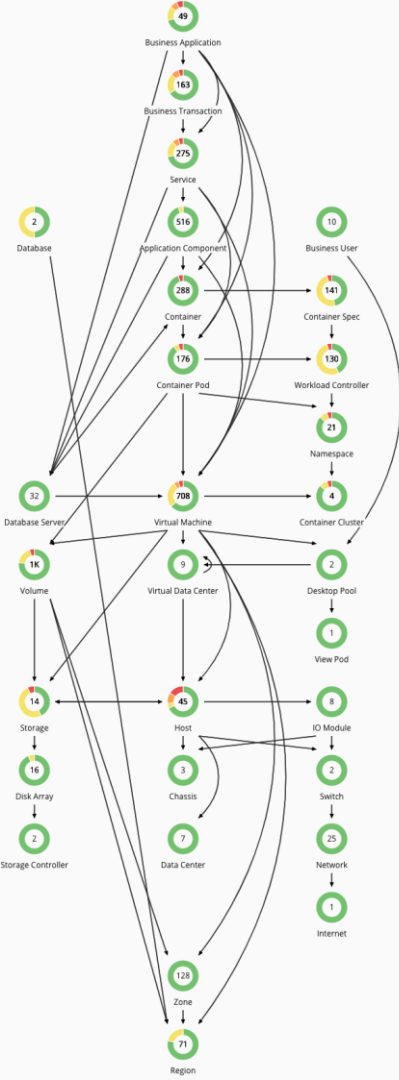 49
Business Application
163
Business Transaction
275
Service
2
Database
516
Application Component
10
Business User
288
Container
141
Container Spec
176
Container Pod
130
Workload Controller
21
Namespace
32
Database Server
708
Virtual Machine
4
Container Cluster
1K
Volume
9
Virtual Data Center
2
Desktop Pool
1
View Pod
14
Storage
45
Host
8
IO Module
16
Disk Array
3
Chassis
2
Switch
2
Storage Controller
7
Data Center
25
Network
1
Internet
128
Zone
71
Region